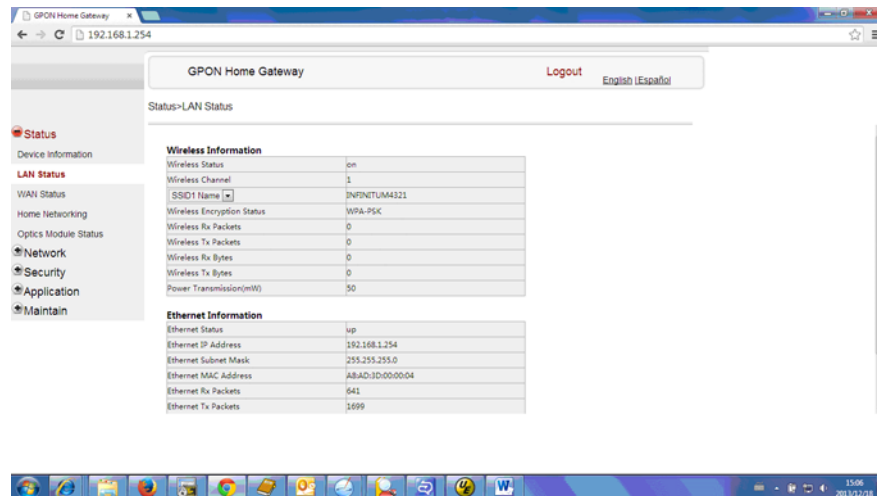 GPON Home Gateway
192.168.1.254
GPON Home Gateway
Logout
English |Español
Status>LAN Status
Status
Device Information
LAN Status
WAN Status
Home Networking
Optics Module Status
Network
Security
Application
Maintain
Wireless Information
Wireless Status on
Wireless Channel 1
SSID1 Name INFINITUM4321
Wireless Encryption Status WPA-PSK
Wireless Rx Packets 0
Wireless Tx Packets 0
Wireless Rx Bytes 0
Wireless Tx Bytes 0
Power Transmission(mW) 50
Ethernet Information
Ethernet Status up
Ethernet IP Address 192.168.1.254
Ethernet Subnet Mask 255.255.255.0
Ethernet MAC Address A8:AD:3D:00:00:04
Ethernet Rx Packets 641
Ethernet Tx Packets 1699
15:06
2013/12/18